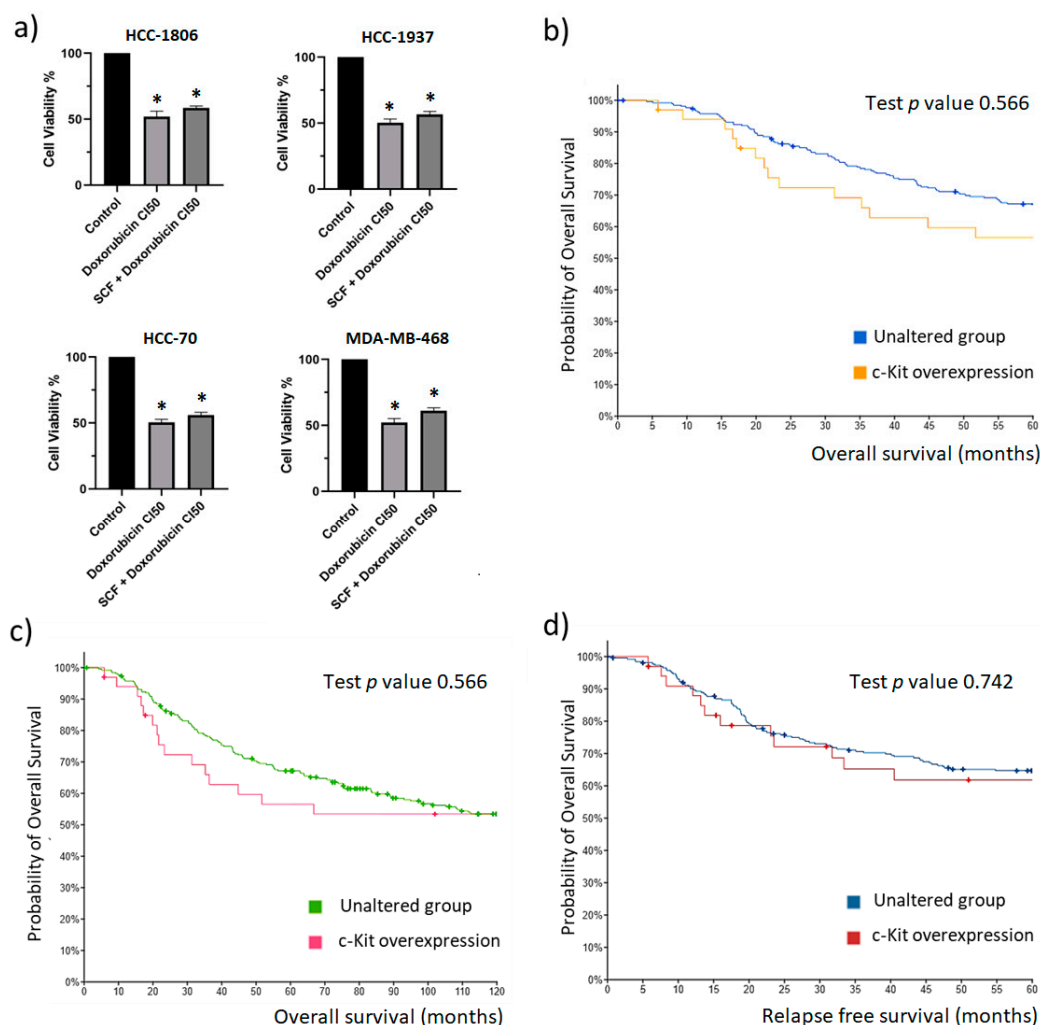 a)
HCC-1806
Cell Viability %
100
50
0
Control
Doxorubicin CI50
SCF + Doxorubicin CI50
*
*
HCC-1937
Cell Viability %
100
50
0
Control
Doxorubicin CI50
SCF + Doxorubicin CI50
*
*
HCC-70
Cell Viability %
100
50
0
Control
Doxorubicin CI50
SCF + Doxorubicin CI50
*
*
MDA-MB-468
Cell Viability %
100
50
0
Control
Doxorubicin CI50
SCF + Doxorubicin CI50
*
*
b)
Test p value 0.566
Probability of Overall Survival
100%
90%
80%
70%
60%
50%
40%
30%
20%
10%
0%
Unaltered group
c-Kit overexpression
0 5 10 15 20 25 30 35 40 45 50 55 60
Overall survival (months)
c)
Test p value 0.566
Probability of Overall Survival
100%
90%
80%
70%
60%
50%
40%
30%
20%
10%
0%
Unaltered group
c-Kit overexpression
0 10 20 30 40 50 60 70 80 90 100 110 120
Overall survival (months)
d)
Test p value 0.742
Probability of Overall Survival
100%
90%
80%
70%
60%
50%
40%
30%
20%
10%
0%
Unaltered group
c-Kit overexpression
0 5 10 15 20 25 30 35 40 45 50 55 60
Relapse free survival (months)